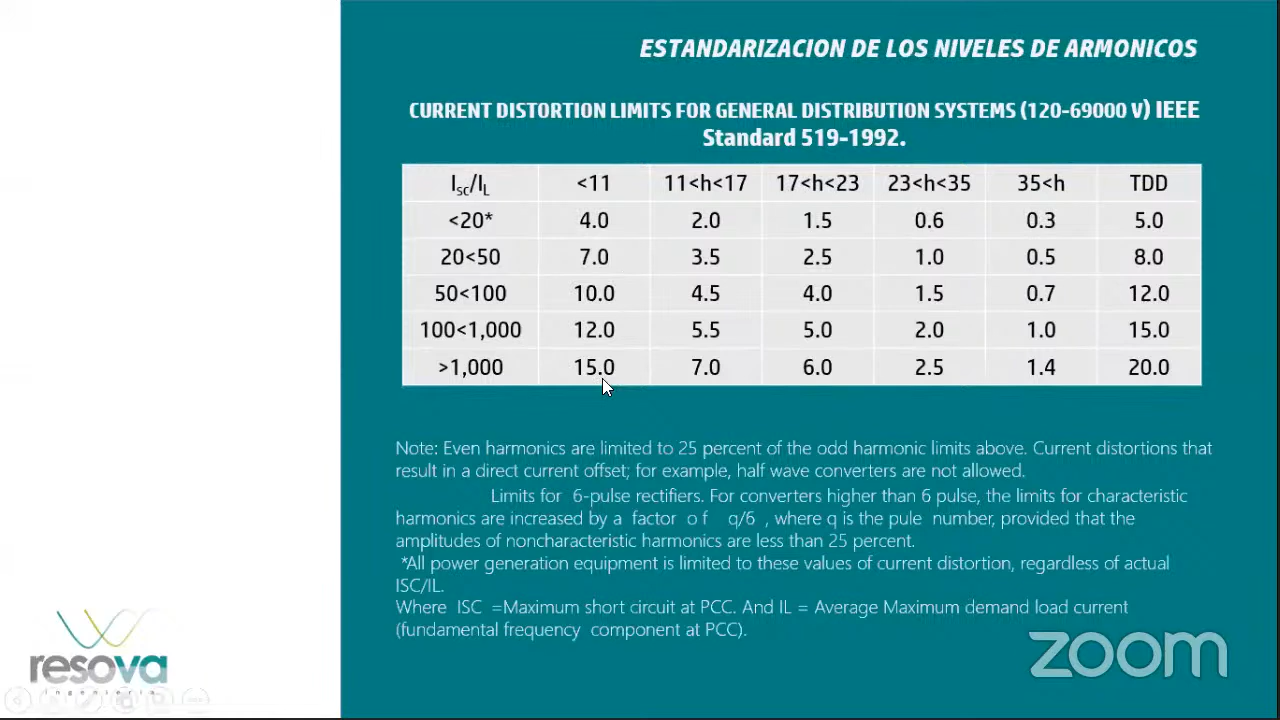 ESTANDARIZACION DE LOS NIVELES DE ARMONICOS
CURRENT DISTORTION LIMITS FOR GENERAL DISTRIBUTION SYSTEMS (120-69000 V) IEEE
Standard 519-1992.
Isc/IL <11 11<h<17 17<h<23 23<h<35 35<h TDD
<20* 4.0 2.0 1.5 0.6 0.3 5.0
20<50 7.0 3.5 2.5 1.0 0.5 8.0
50<100 10.0 4.5 4.0 1.5 0.7 12.0
100<1,000 12.0 5.5 5.0 2.0 1.0 15.0
>1,000 15.0 7.0 6.0 2.5 1.4 20.0
Note: Even harmonics are limited to 25 percent of the odd harmonic limits above. Current distortions that
result in a direct current offset; for example, half wave converters are not allowed.
Limits for 6-pulse rectifiers. For converters higher than 6 pulse, the limits for characteristic
harmonics are increased by a factor o f q/6 , where q is the pule number, provided that the
amplitudes of noncharacteristic harmonics are less than 25 percent.
*All power generation equipment is limited to these values of current distortion, regardless of actual
ISC/IL.
Where ISC =Maximum short circuit at PCC. And IL = Average Maximum demand load current
(fundamental frequency component at PCC).
resova
ingeniería
zoom